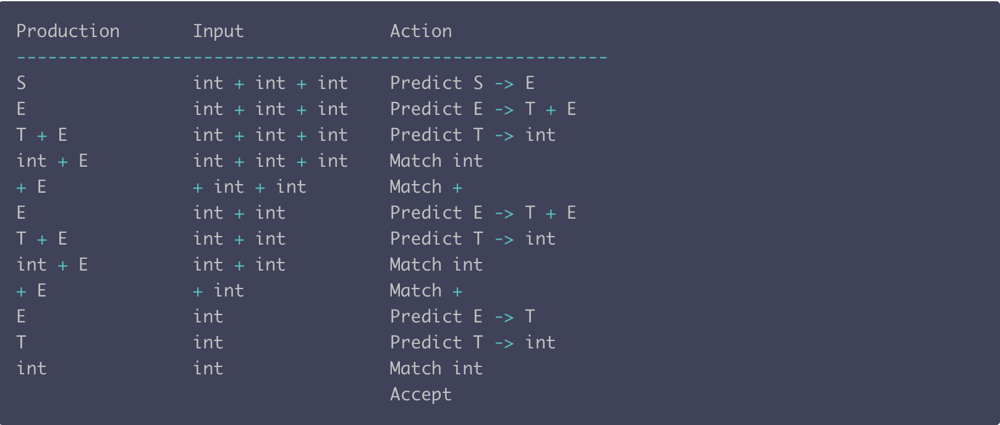 Production       Input              Action
---------------------------------------------------------
S                int + int + int    Predict S -> E
E                int + int + int    Predict E -> T + E
T + E            int + int + int    Predict T -> int
int + E          int + int + int    Match int
+ E              + int + int        Match +
E                int + int          Predict E -> T + E
T + E            int + int          Predict T -> int
int + E          int + int          Match int
+ E              + int              Match +
E                int                Predict E -> T
T                int                Predict T -> int
int              int                Match int
                                    Accept